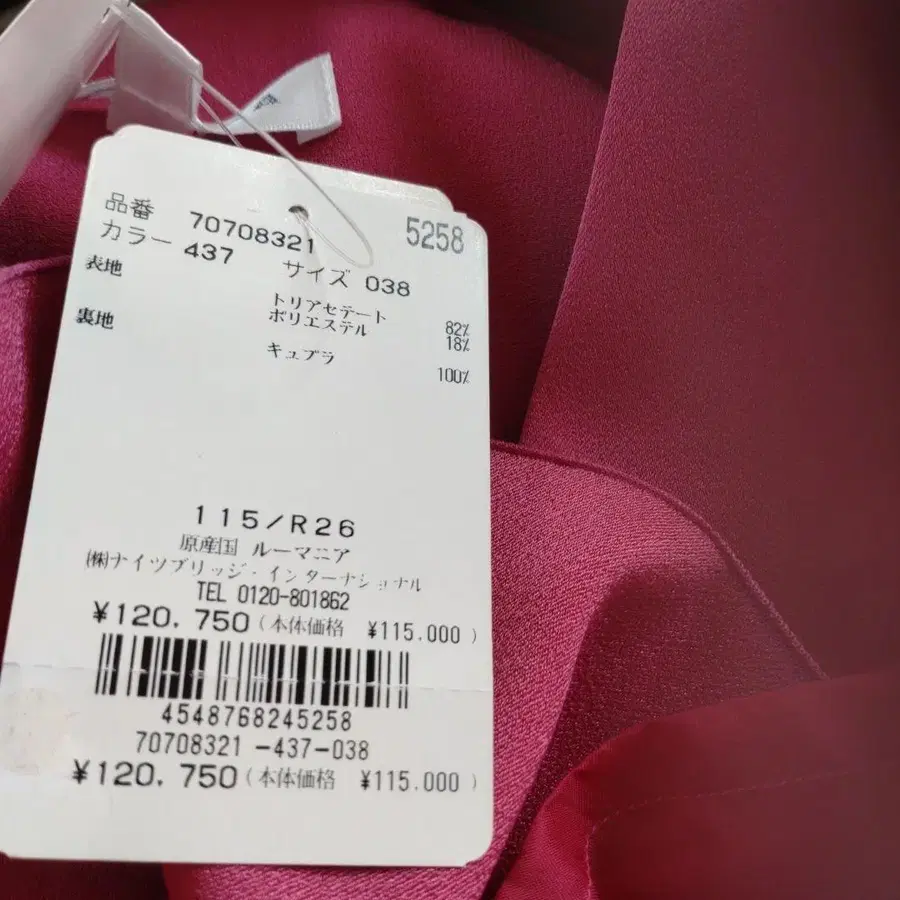 品番 70708321 5258
カラー 437 サイズ 038
表地
トリアセテート 82%
ポリエステル 18%
裏地
キュプラ 100%
115/R26
原産国 ルーマニア
㈱ナイツブリッジ・インターナショナル
TEL 0120-801862
¥120.750(本体価格 ¥115.000)
4548768245258
70708321-437-038
¥120.750(本体価格 ¥115.000)